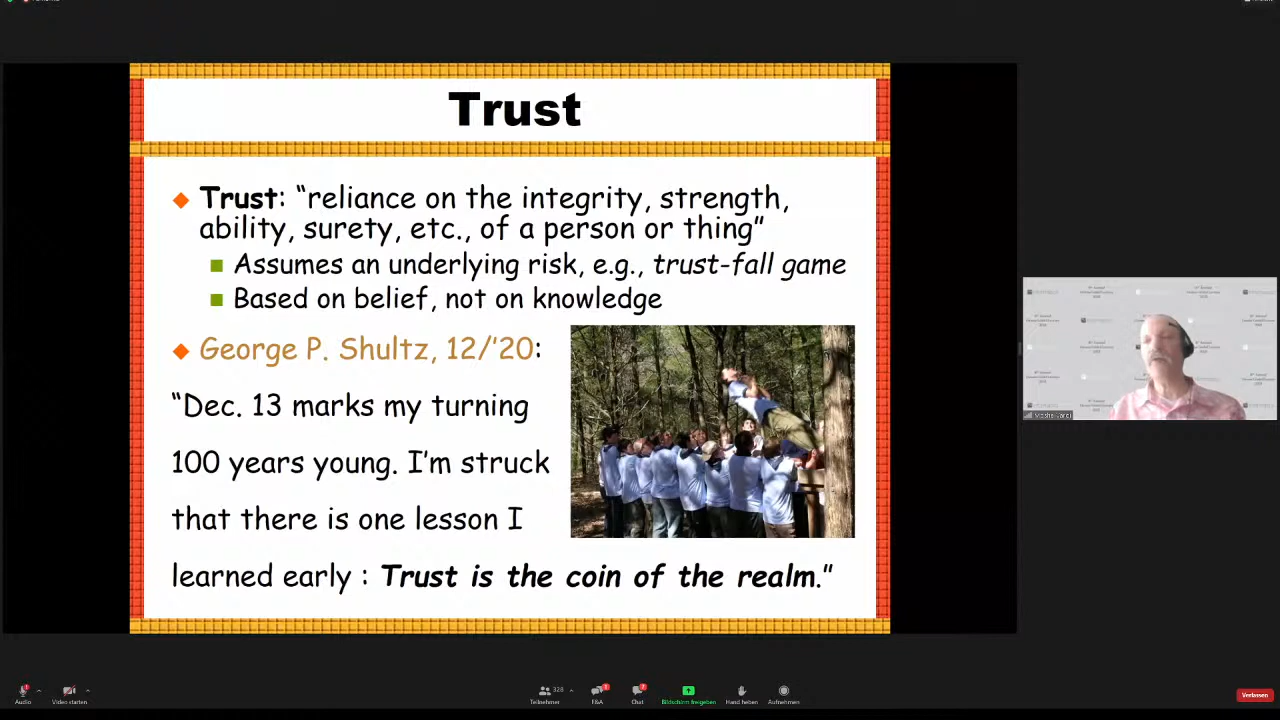 Trust
Trust: “reliance on the integrity, strength,
ability, surety, etc., of a person or thing”
Assumes an underlying risk, e.g., trust-fall game
Based on belief, not on knowledge
George P. Shultz, 12/’20:
“Dec. 13 marks my turning
100 years young. I’m struck
that there is one lesson I
learned early : Trust is the coin of the realm.”
Audio
Video starten
328
Teilnehmer
F&A
Chat
Bildschirm freigeben
Hand heben
Aufnehmen
Verlassen